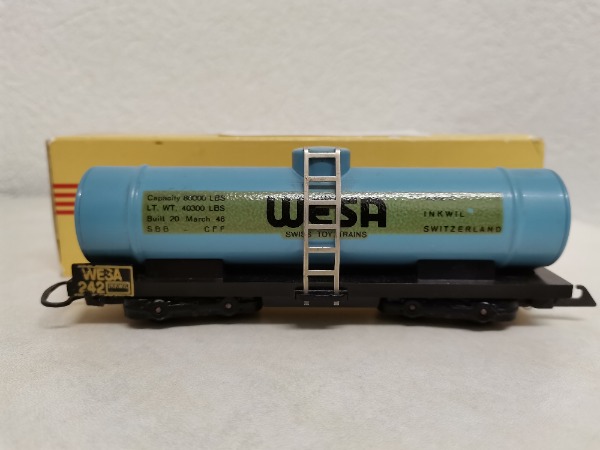 Capacity 80000 LBS
LT. WT. 40300 LBS
Built 20 March 46
SBB - CFF
WESA
SWISS TOY TRAINS
INKWIL
SWITZERLAND
WESA
242